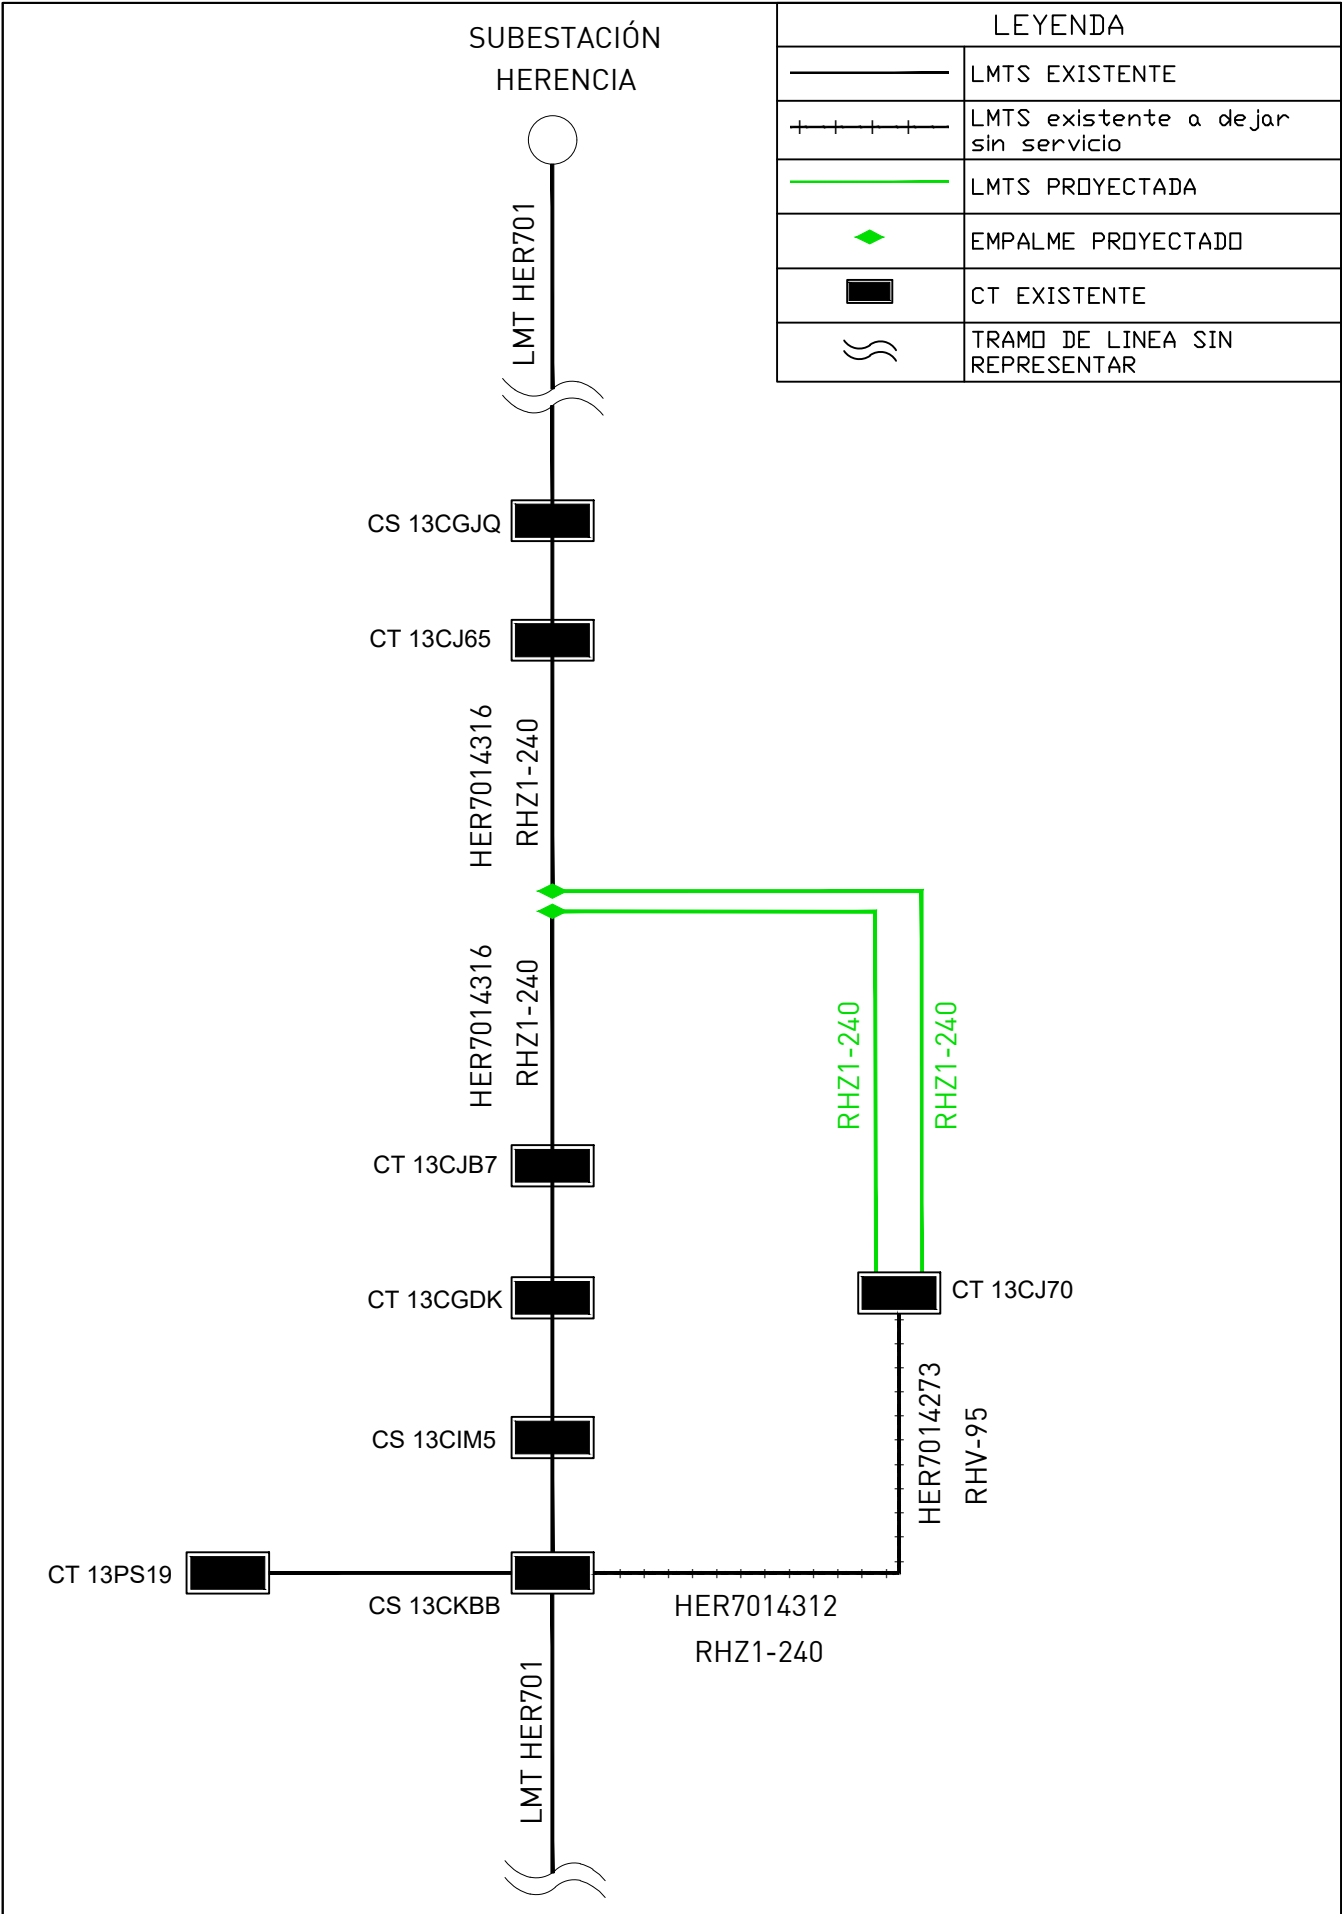 SUBESTACIÓN
HERENCIA
LEYENDA
LMTS EXISTENTE
LMTS existente a dejar
sin servicio
LMTS PROYECTADA
EMPALME PROYECTADO
CT EXISTENTE
TRAMO DE LINEA SIN
REPRESENTAR
LMT HER701
CS 13CGJQ
CT 13CJ65
HER7014316
RHZ1-240
HER7014316
RHZ1-240
RHZ1-240
RHZ1-240
CT 13CJB7
CT 13CGDK
CT 13CJ70
CS 13CIM5
HER7014273
RHV-95
CT 13PS19
CS 13CKBB
HER7014312
RHZ1-240
LMT HER701